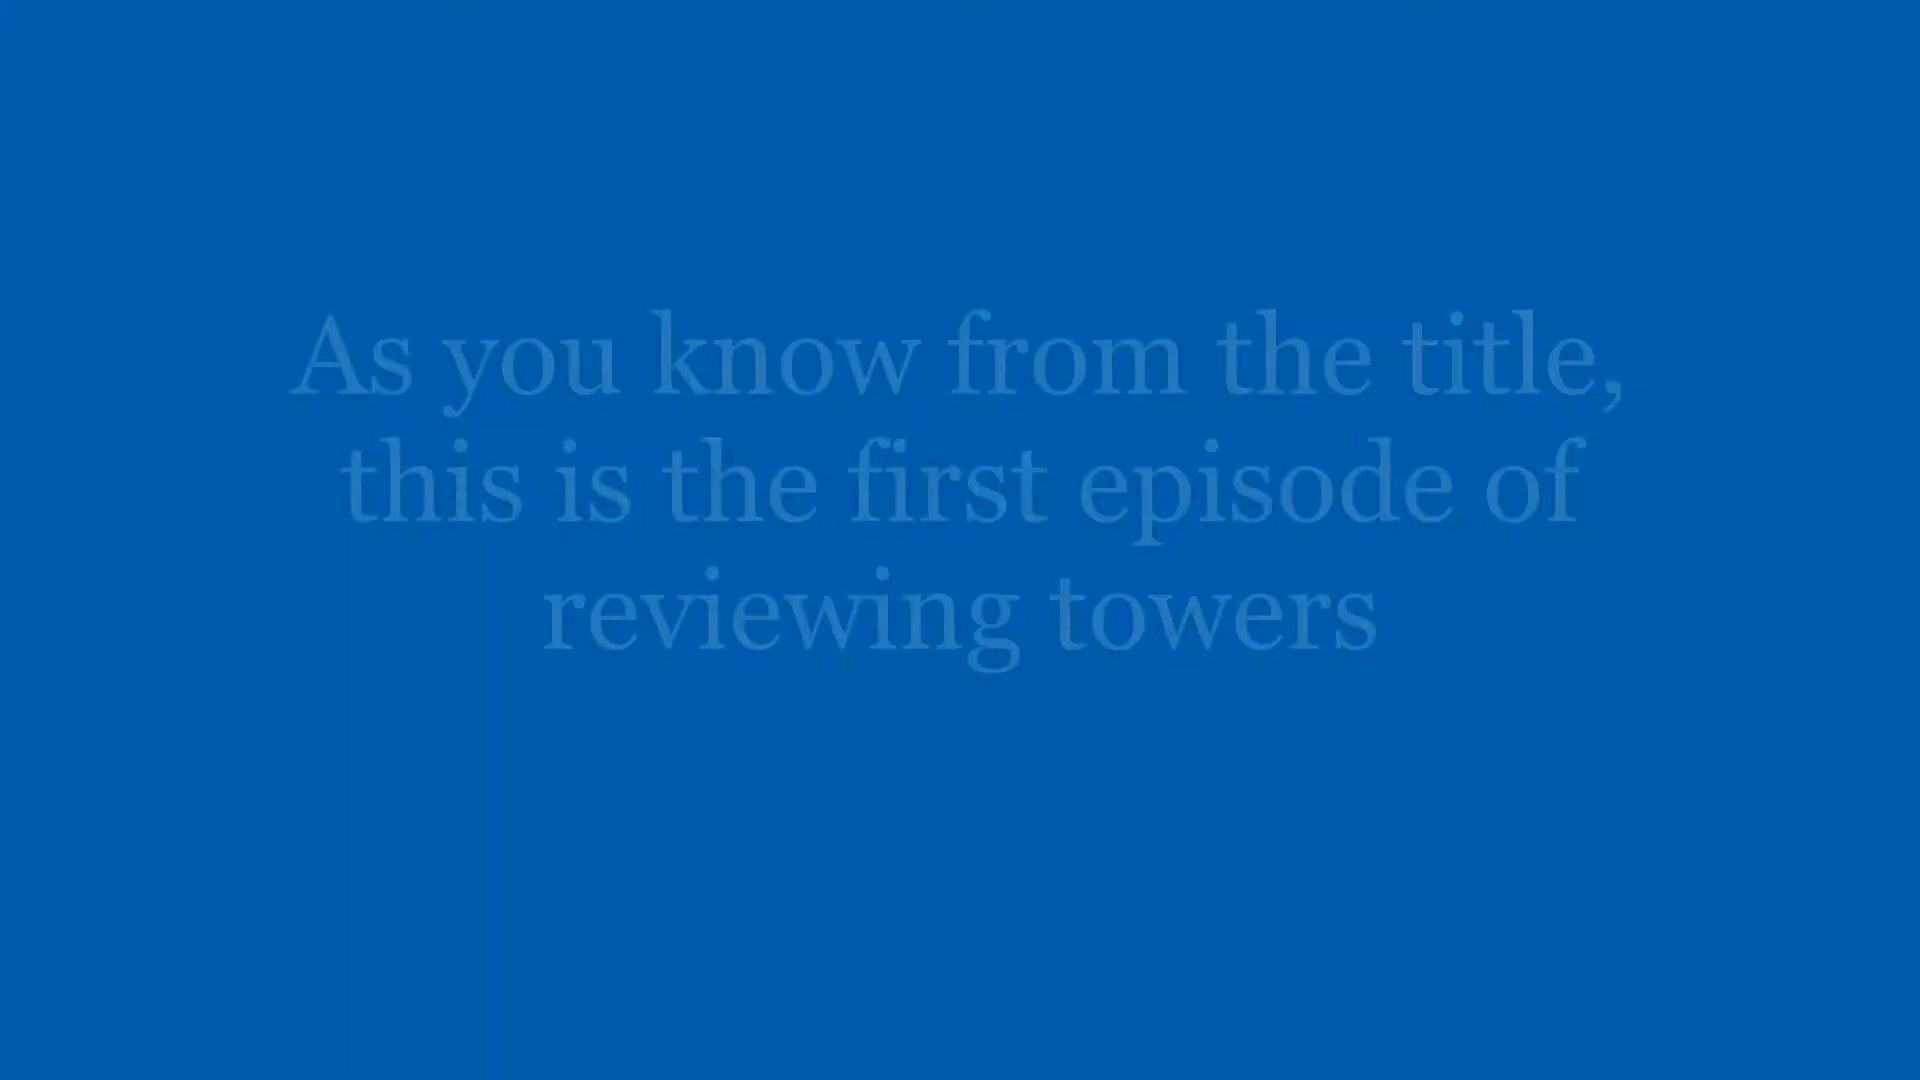 As you know from the title,
this is the first episode of
reviewing towers